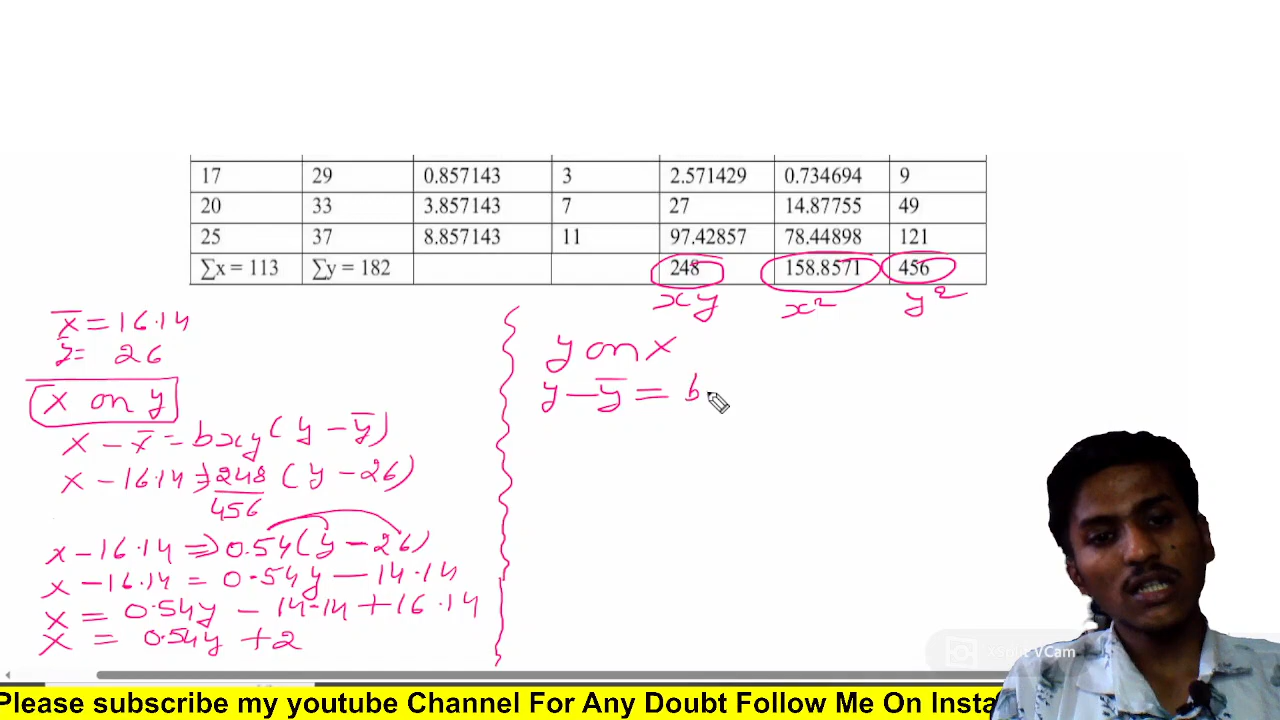 17 29 0.857143 3 2.571429 0.734694 9
20 33 3.857143 7 27 14.87755 49
25 37 8.857143 11 97.42857 78.44898 121
∑x = 113 ∑y = 182 248 158.8571 456
xy x² y²
x̅ = 16.14
y̅ = 26
x on y
x - x̅ = bxy (y - y̅)
x - 16.14 = 248/456 (y - 26)
x - 16.14 => 0.54 (y - 26)
x - 16.14 = 0.54y - 14.14
x = 0.54y - 14.14 + 16.14
x = 0.54y + 2
y on x
y - y̅ = b
VCam
Please subscribe my youtube Channel For Any Doubt Follow Me On Insta